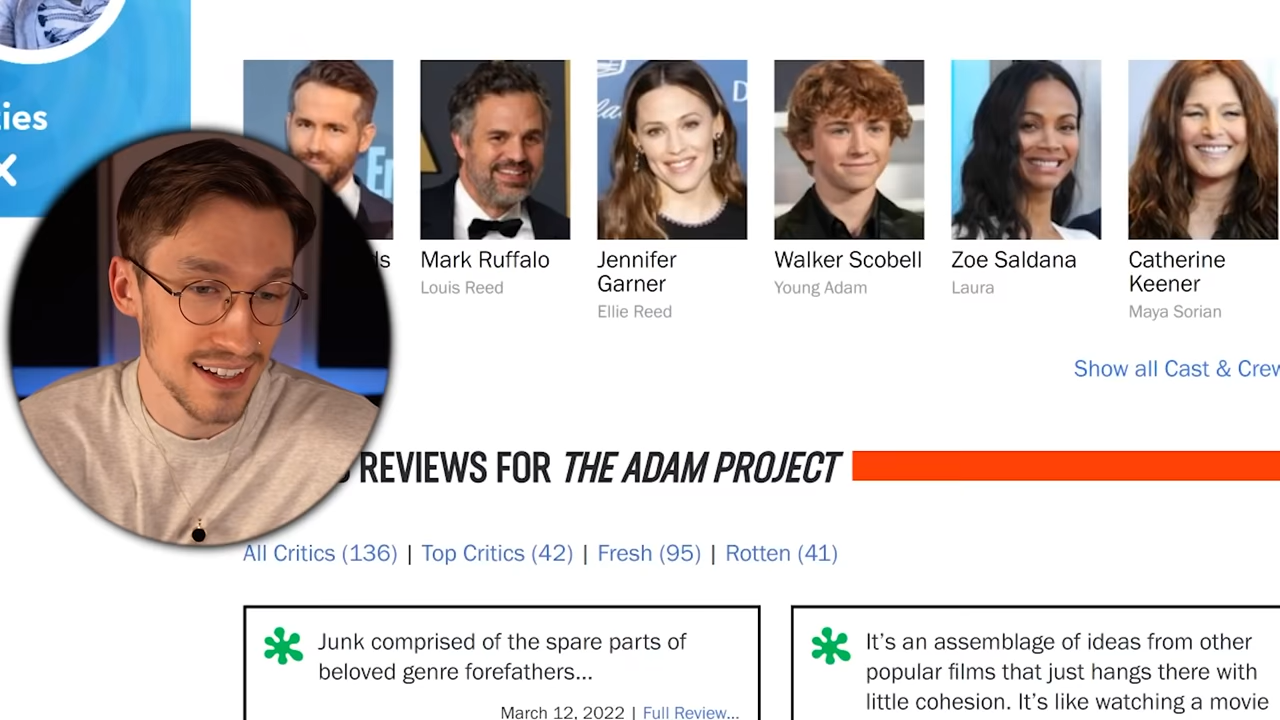 ies
x
Mark Ruffalo
Louis Reed
Jennifer
Garner
Ellie Reed
Walker Scobell
Young Adam
Zoe Saldana
Laura
Catherine
Keener
Maya Sorian
Show all Cast & Crew
REVIEWS FOR THE ADAM PROJECT
All Critics (136) | Top Critics (42) | Fresh (95) | Rotten (41)
Junk comprised of the spare parts of
beloved genre forefathers...
March 12, 2022 | Full Review...
It's an assemblage of ideas from other
popular films that just hangs there with
little cohesion. It's like watching a movie